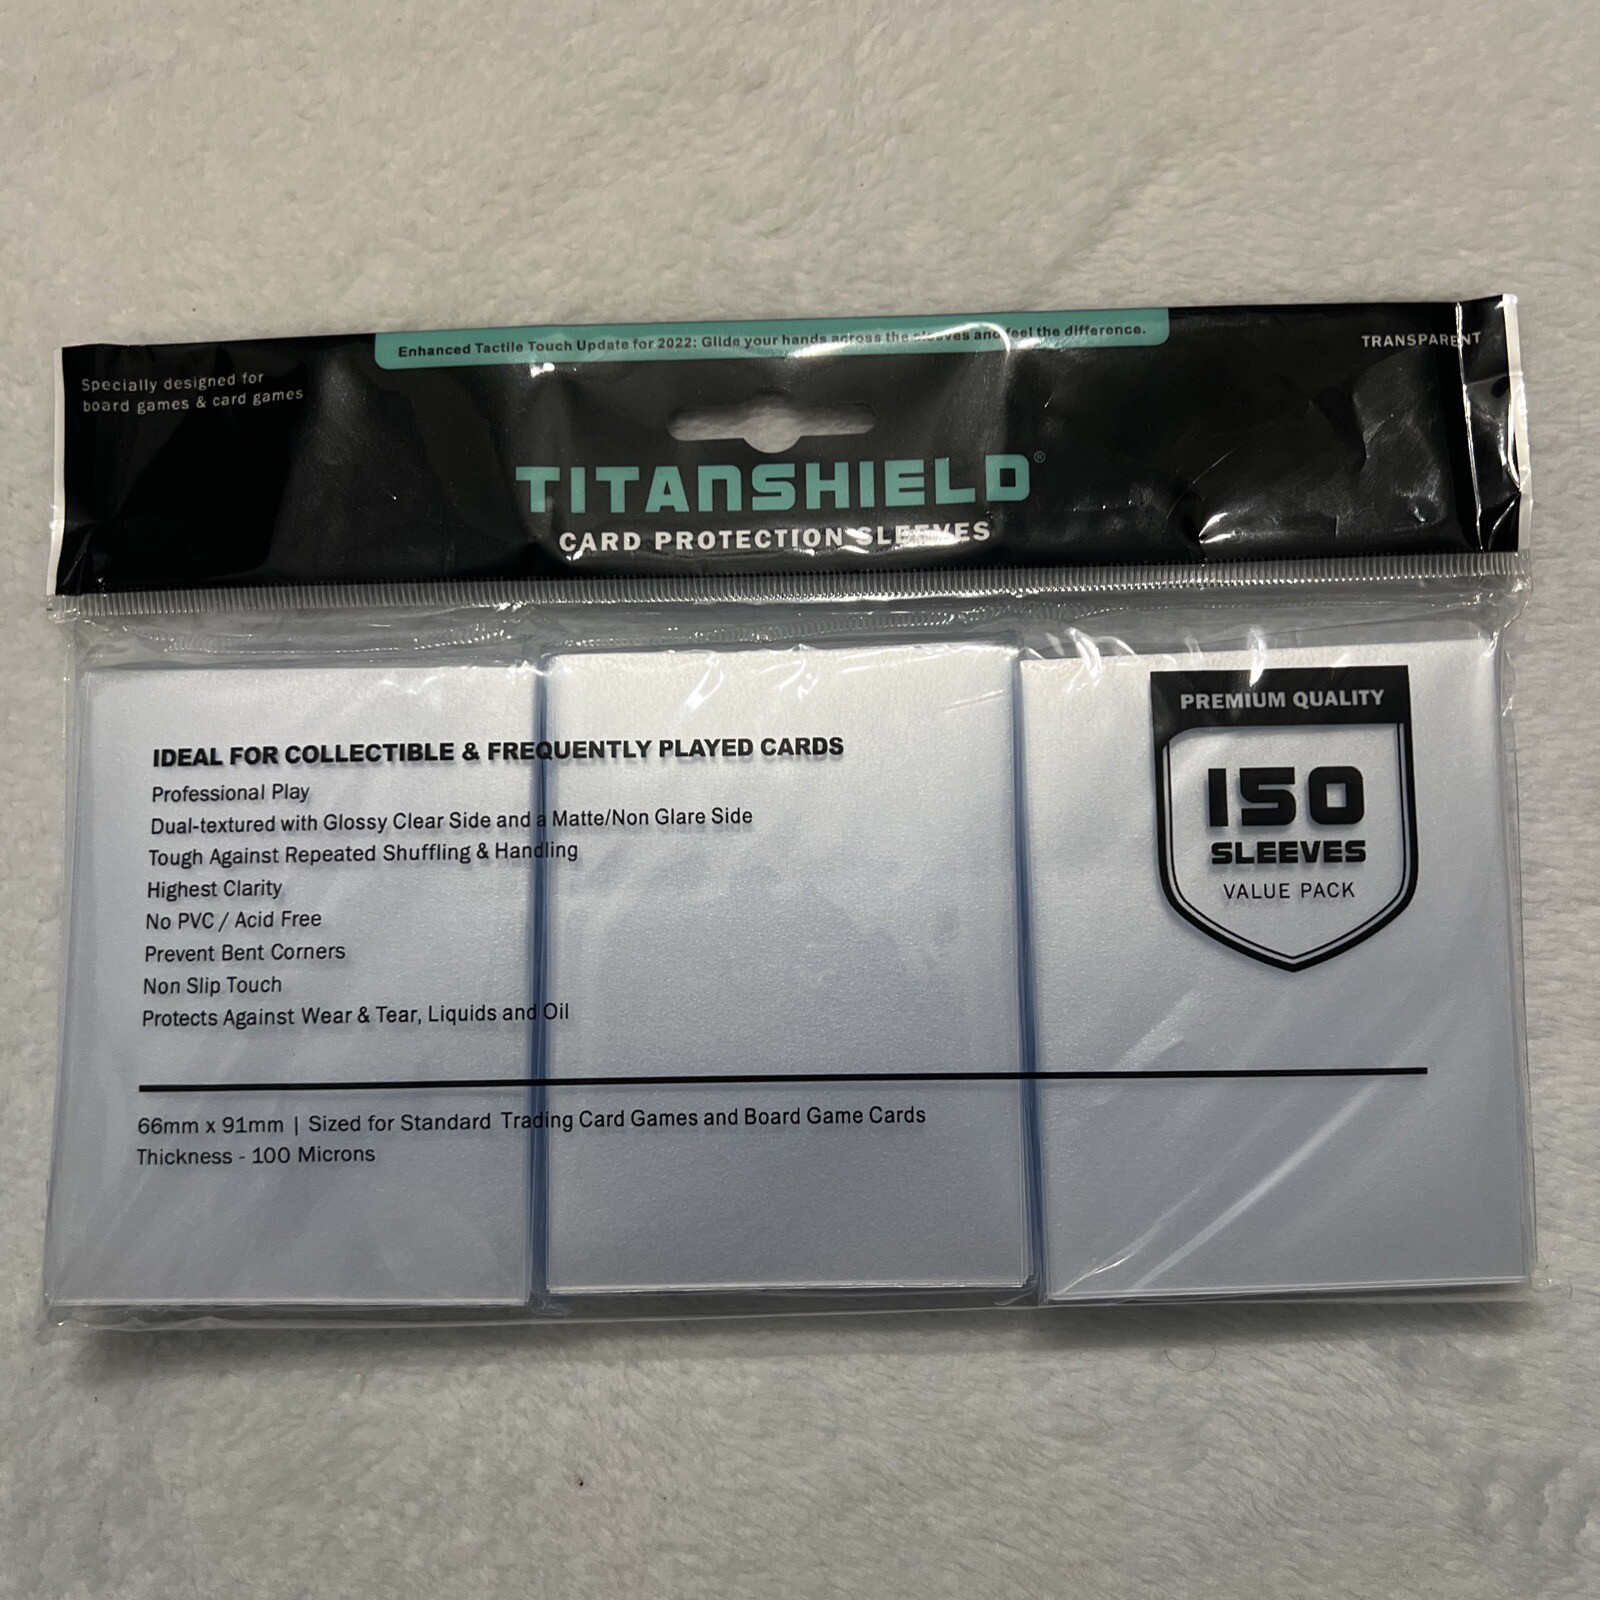 Enhanced Tactile Touch Update for 2022: Glide your hands across the sleeves and feel the difference.
TRANSPARENT
Specially designed for
board games & card games
TITANSHIELD®
CARD PROTECTION SLEEVES
IDEAL FOR COLLECTIBLE & FREQUENTLY PLAYED CARDS
Professional Play
Dual-textured with Glossy Clear Side and a Matte/Non Glare Side
Tough Against Repeated Shuffling & Handling
Highest Clarity
No PVC / Acid Free
Prevent Bent Corners
Non Slip Touch
Protects Against Wear & Tear, Liquids and Oil
PREMIUM QUALITY
150
SLEEVES
VALUE PACK
66mm x 91mm | Sized for Standard Trading Card Games and Board Game Cards
Thickness - 100 Microns